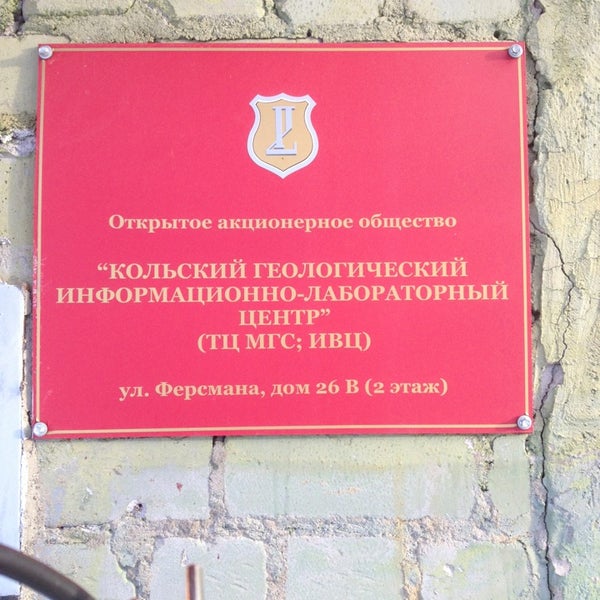 Открытое акционерное общество
“КОЛЬСКИЙ ГЕОЛОГИЧЕСКИЙ
ИНФОРМАЦИОННО-ЛАБОРАТОРНЫЙ
ЦЕНТР”
(ТЦ МГС; ИВЦ)
ул. Ферсмана, дом 26 В (2 этаж)